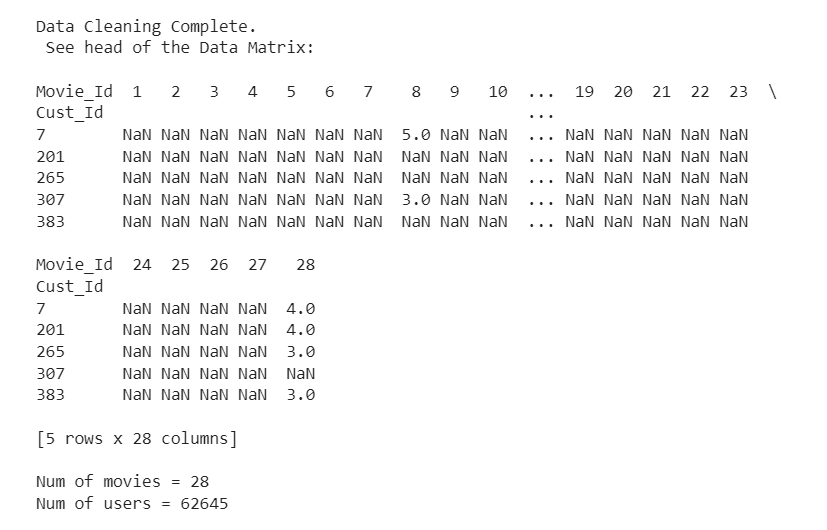 Data Cleaning Complete.
See head of the Data Matrix:
Movie_Id 1 2 3 4 5 6 7 8 9 10 ... 19 20 21 22 23 \
Cust_Id ...
7 NaN NaN NaN NaN NaN NaN NaN 5.0 NaN NaN ... NaN NaN NaN NaN NaN
201 NaN NaN NaN NaN NaN NaN NaN NaN NaN NaN ... NaN NaN NaN NaN NaN
265 NaN NaN NaN NaN NaN NaN NaN NaN NaN NaN ... NaN NaN NaN NaN NaN
307 NaN NaN NaN NaN NaN NaN NaN 3.0 NaN NaN ... NaN NaN NaN NaN NaN
383 NaN NaN NaN NaN NaN NaN NaN NaN NaN NaN ... NaN NaN NaN NaN NaN
Movie_Id 24 25 26 27 28
Cust_Id
7 NaN NaN NaN NaN 4.0
201 NaN NaN NaN NaN 4.0
265 NaN NaN NaN NaN 3.0
307 NaN NaN NaN NaN NaN
383 NaN NaN NaN NaN 3.0
[5 rows x 28 columns]
Num of movies = 28
Num of users = 62645